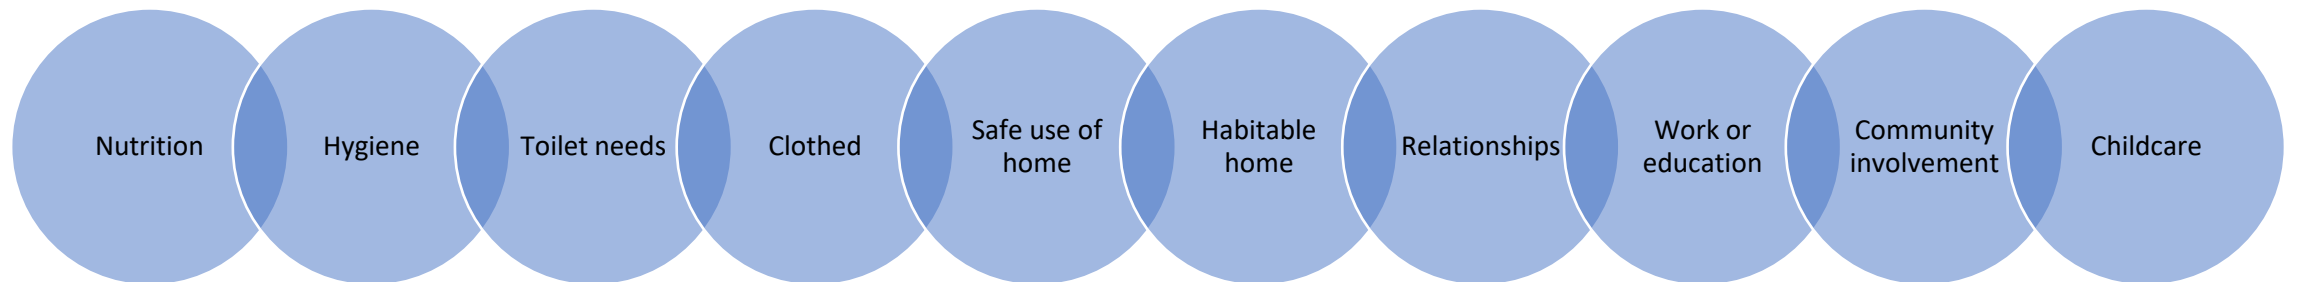 Nutrition
Hygiene
Toilet needs
Clothed
Safe use of
home
Habitable
home
Relationships
Work or
education
Community
involvement
Childcare